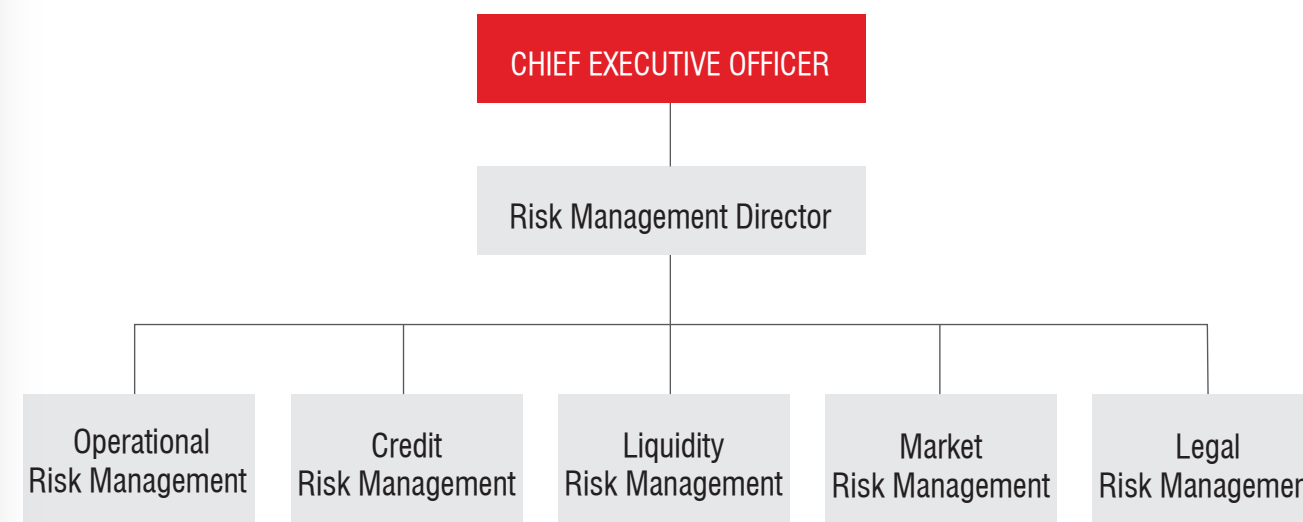 CHIEF EXECUTIVE OFFICER
Risk Management Director
Operational
Risk Management
Credit
Risk Management
Liquidity
Risk Management
Market
Risk Management
Legal
Risk Managemen